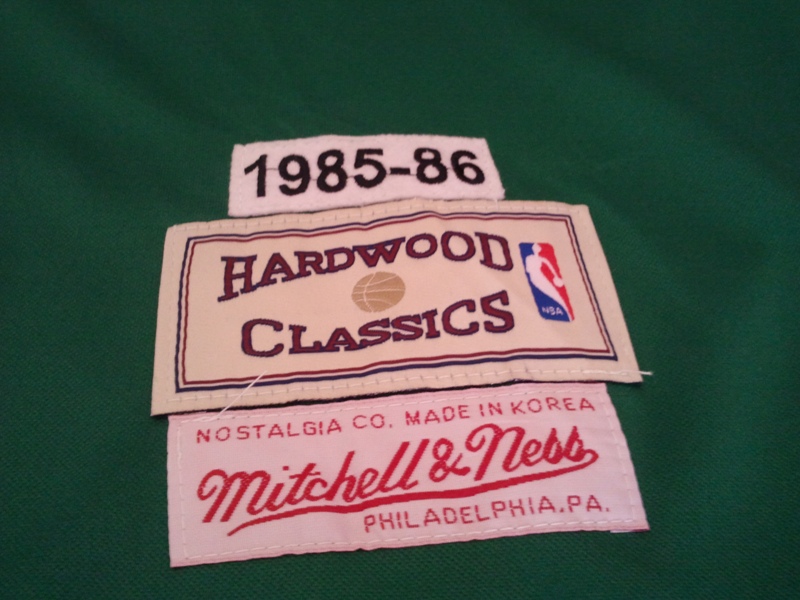 1985-86
HARDWOOD
CLASSICS
NBA
NOSTALGIA CO. MADE IN KOREA
Mitchell & Ness
PHILADELPHIA, PA.